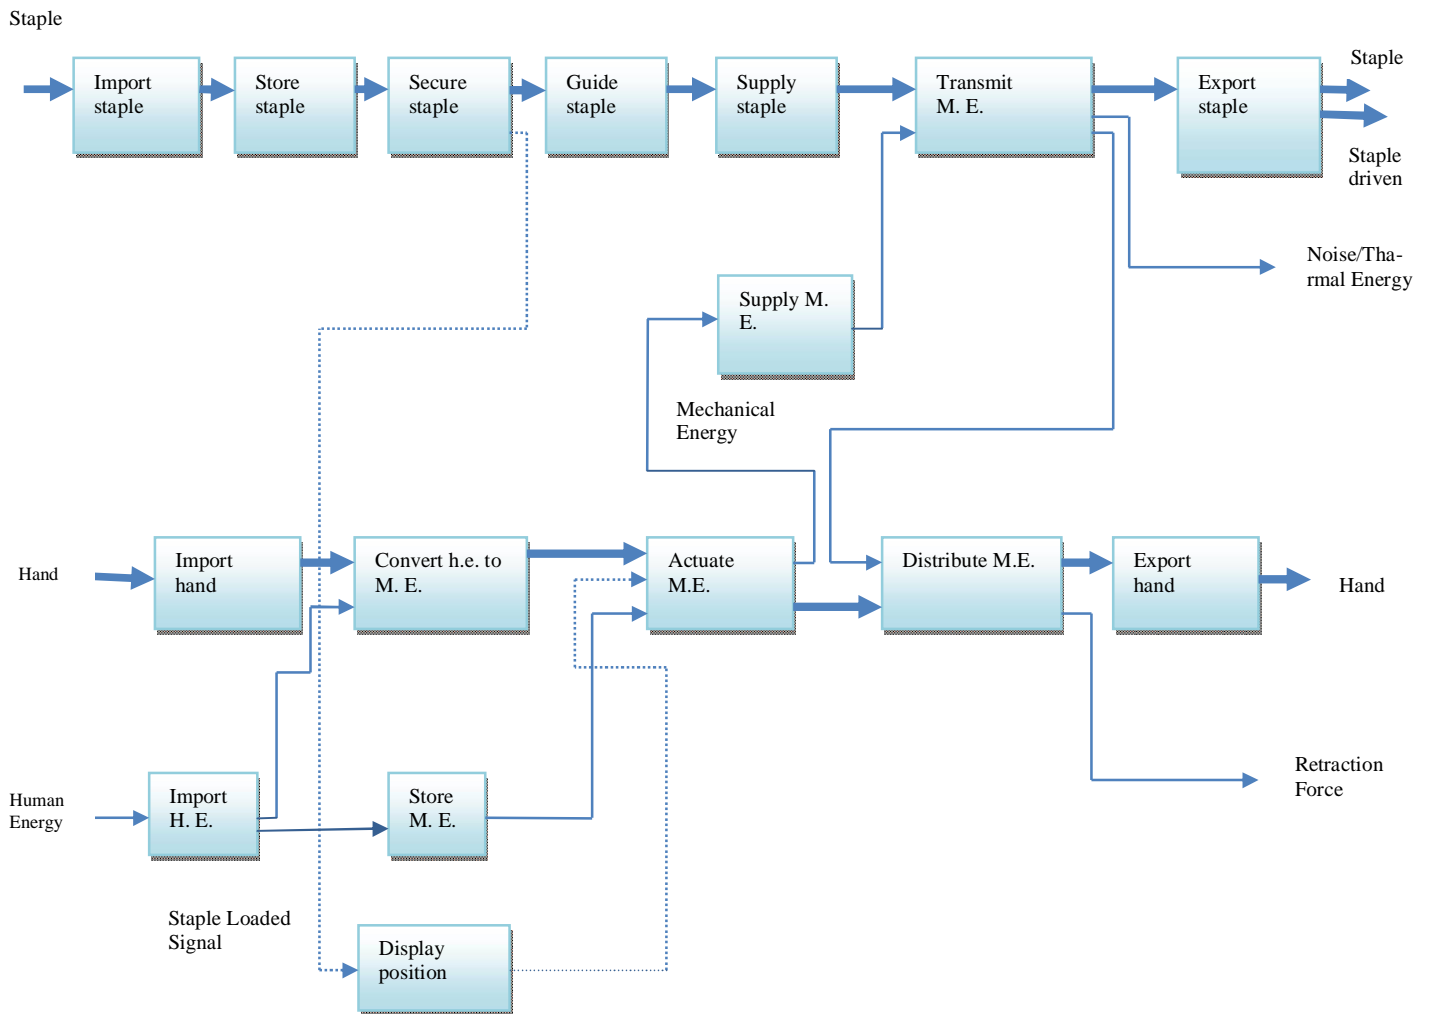 Staple
Import
staple
Store
staple
Secure
staple
Guide
staple
Supply
staple
Transmit
M. E.
Export
staple
Staple
Staple
driven
Noise/Tha-
rmal Energy
Supply M.
E.
Mechanical
Energy
Hand
Import
hand
Convert h.e. to
M. E.
Actuate
M.E.
Distribute M.E.
Export
hand
Hand
Human
Energy
Import
H. E.
Store
M. E.
Retraction
Force
Staple Loaded
Signal
Display
position